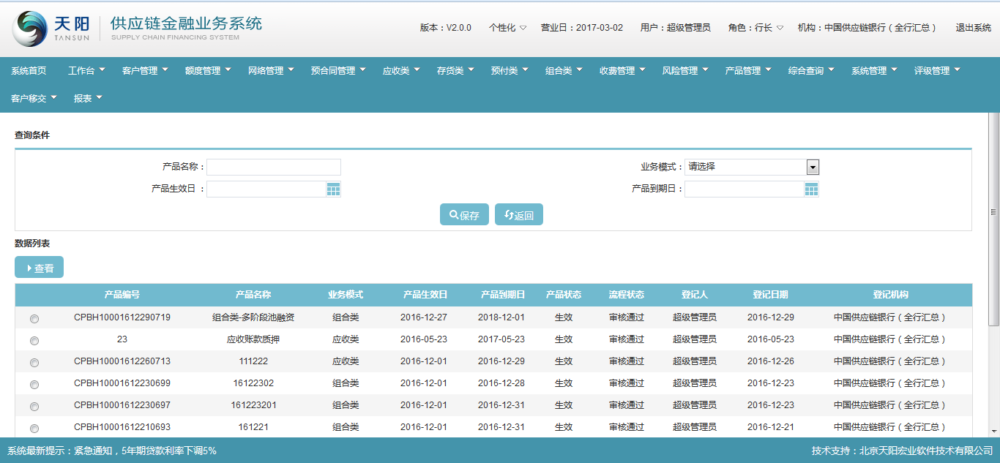 天阳 TANSUN 供应链金融业务系统 SUPPLY CHAIN FINANCING SYSTEM
版本：V2.0.0 个性化 营业日：2017-03-02 用户：超级管理员 角色：行长 机构：中国供应链银行（全行汇总） 退出系统
系统首页 工作台 客户管理 额度管理 网络管理 预合同管理 应收类 存货类 预付类 组合类 收费管理 风险管理 产品管理 综合查询 系统管理 评级管理
客户移交 报表
查询条件
产品名称： 业务模式：请选择
产品生效日 ： 产品到期日：
保存 返回
数据列表
查看
产品编号 产品名称 业务模式 产品生效日 产品到期日 产品状态 流程状态 登记人 登记日期 登记机构
CPBH10001612290719 组合类-多阶段池融资 组合类 2016-12-27 2018-12-01 生效 审核通过 超级管理员 2016-12-29 中国供应链银行（全行汇总）
23 应收账款质押 应收类 2016-05-23 2017-05-23 生效 审核通过 超级管理员 2016-05-23 中国供应链银行（全行汇总）
CPBH10001612260713 111222 应收类 2016-12-01 2016-12-29 生效 审核通过 超级管理员 2016-12-26 中国供应链银行（全行汇总）
CPBH10001612230699 16122302 组合类 2016-12-01 2016-12-28 生效 审核通过 超级管理员 2016-12-23 中国供应链银行（全行汇总）
CPBH10001612230697 161223201 组合类 2016-12-01 2016-12-31 生效 审核通过 超级管理员 2016-12-23 中国供应链银行（全行汇总）
CPBH10001612210693 161221 组合类 2016-12-01 2016-12-31 生效 审核通过 超级管理员 2016-12-21 中国供应链银行（全行汇总）
系统最新提示：紧急通知，5年期贷款利率下调5% 技术支持：北京天阳宏业软件技术有限公司